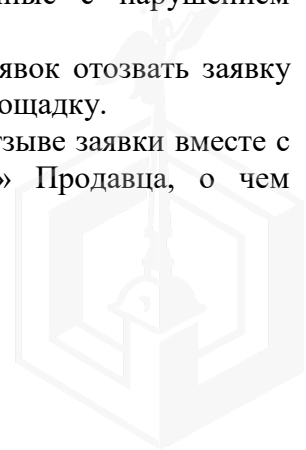 нные с нарушением
явок отозвать заявку
ощадку.
тзыве заявки вместе с
» Продавца, о чем